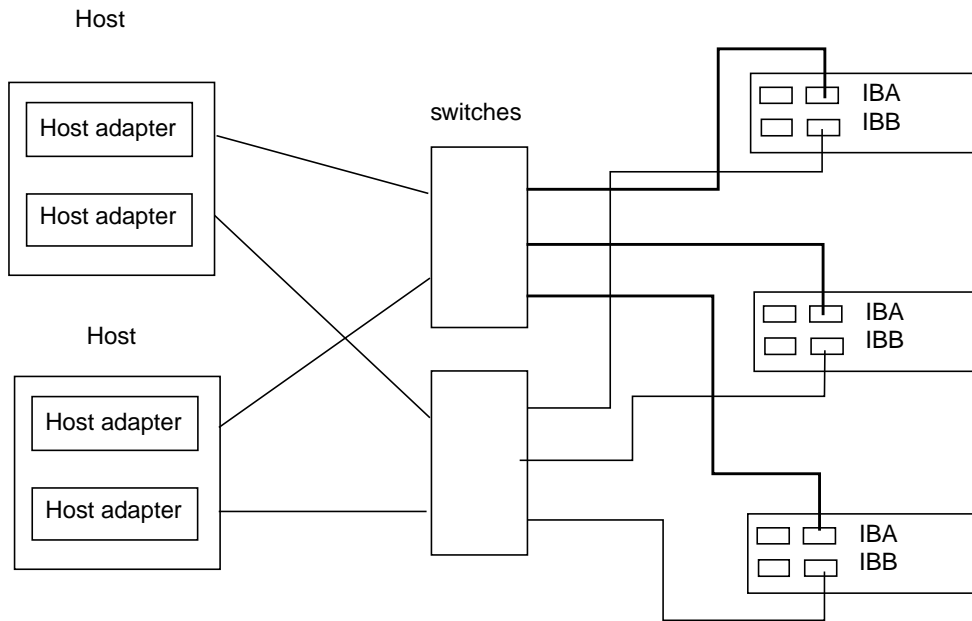 Host
Host adapter
Host adapter
Host
Host adapter
Host adapter
switches
IBA
IBB
IBA
IBB
IBA
IBB